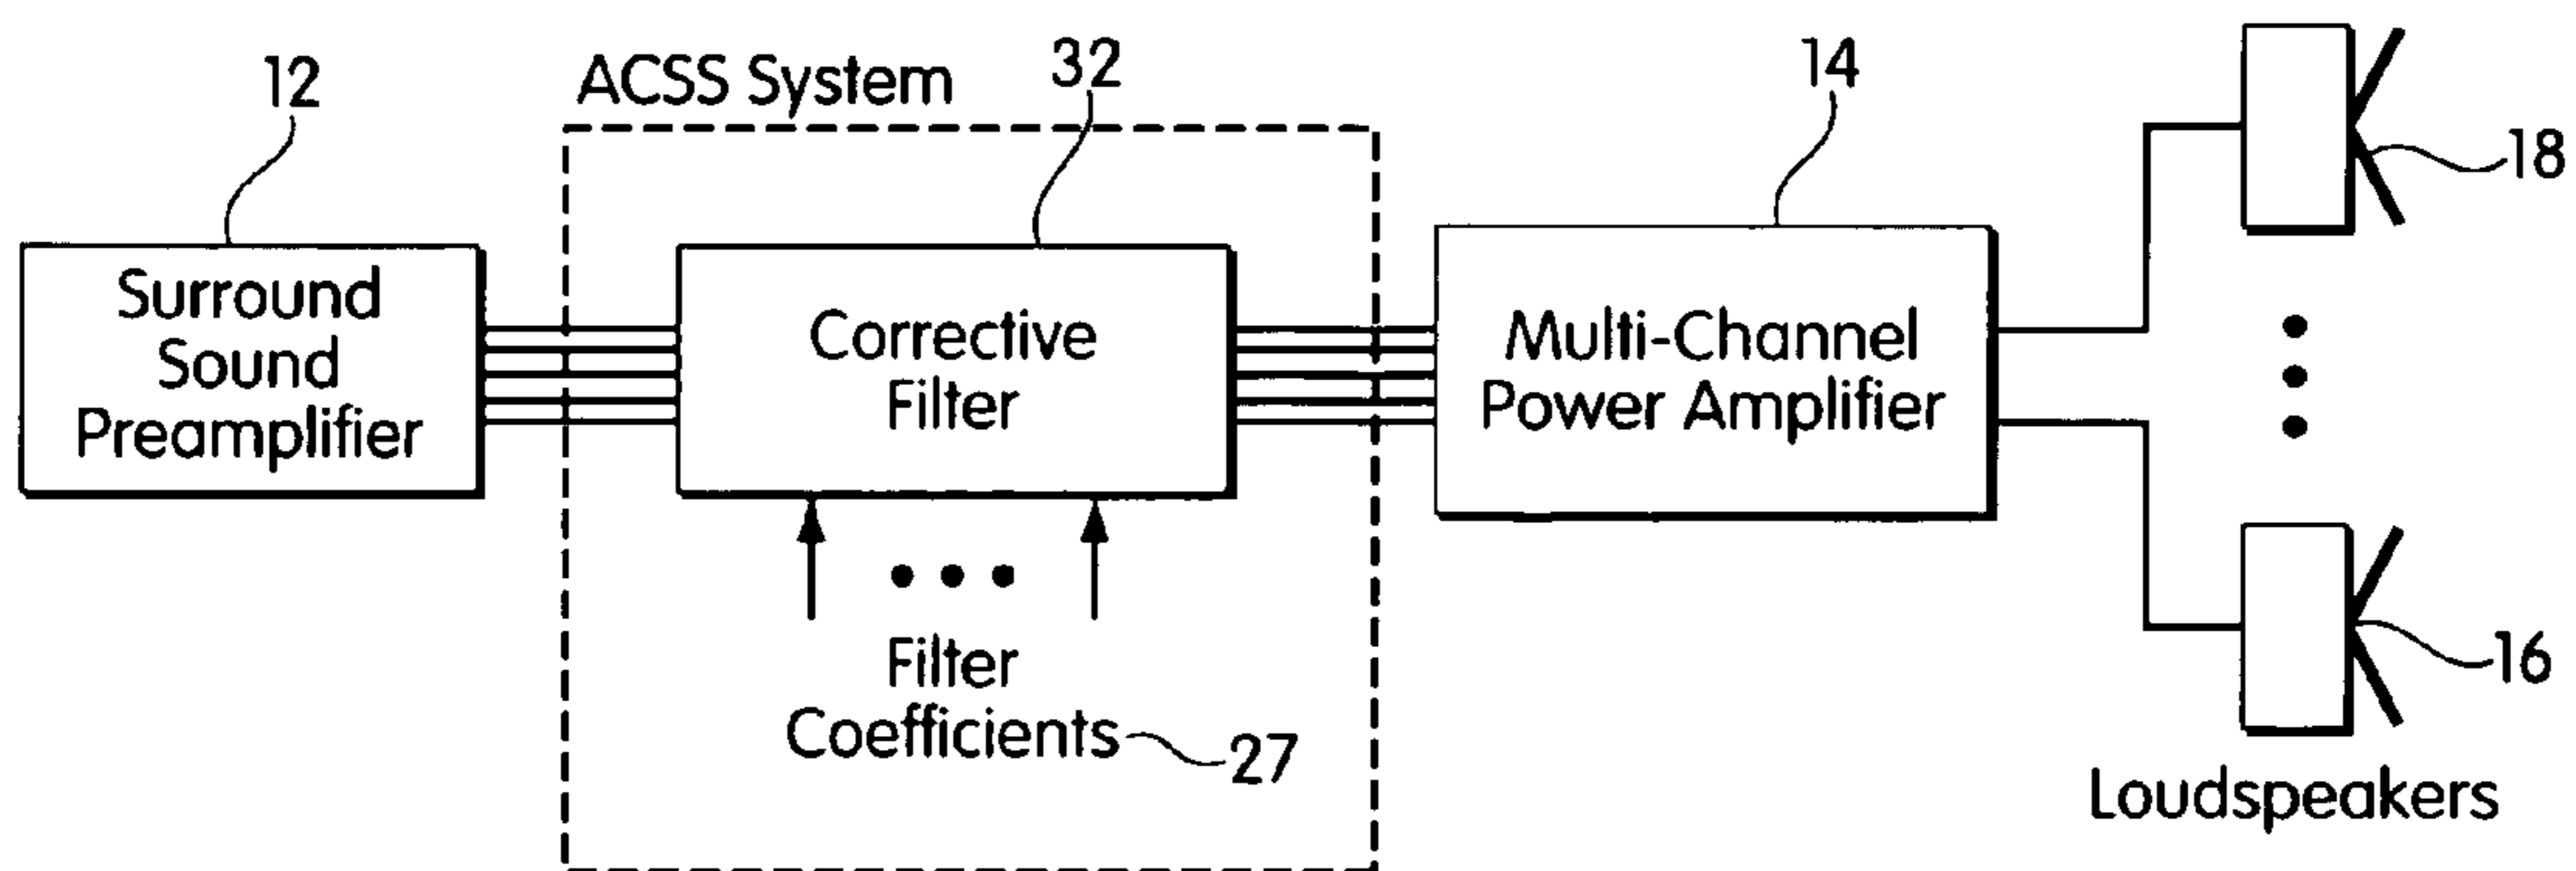 12
ACSS System
32
14
18
Surround
Sound
Preamplifier
Corrective
Filter
Multi-Channel
Power Amplifier
Filter
Coefficients
27
16
Loudspeakers